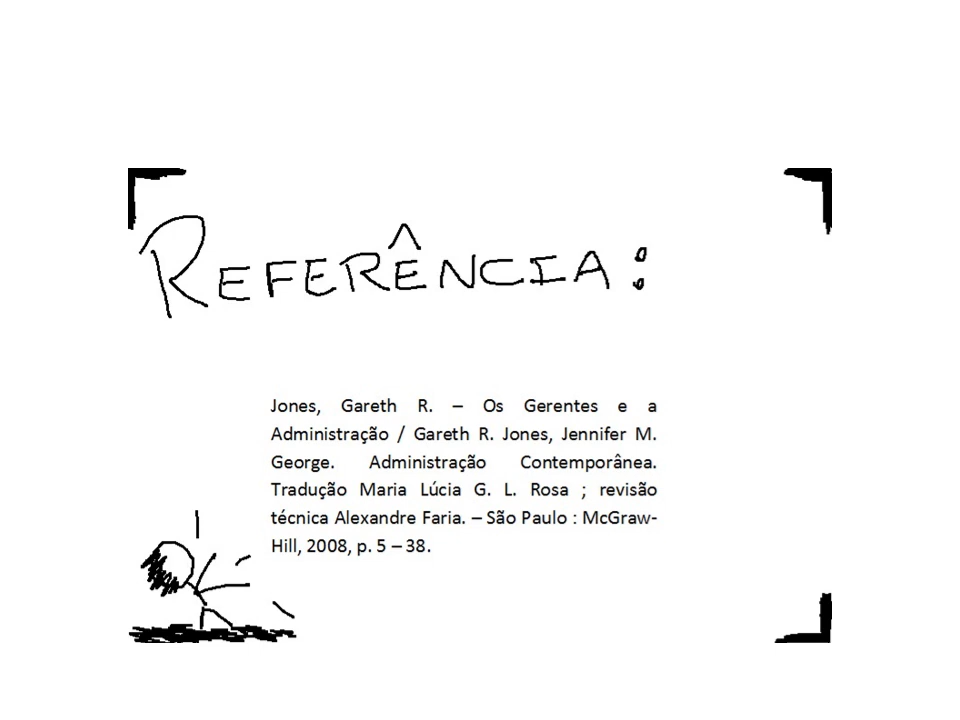 REFERÊNCIA:
Jones, Gareth R. – Os Gerentes e a
Administração / Gareth R. Jones, Jennifer M.
George. Administração Contemporânea.
Tradução Maria Lúcia G. L. Rosa ; revisão
técnica Alexandre Faria. – São Paulo : McGraw-
Hill, 2008, p. 5 – 38.